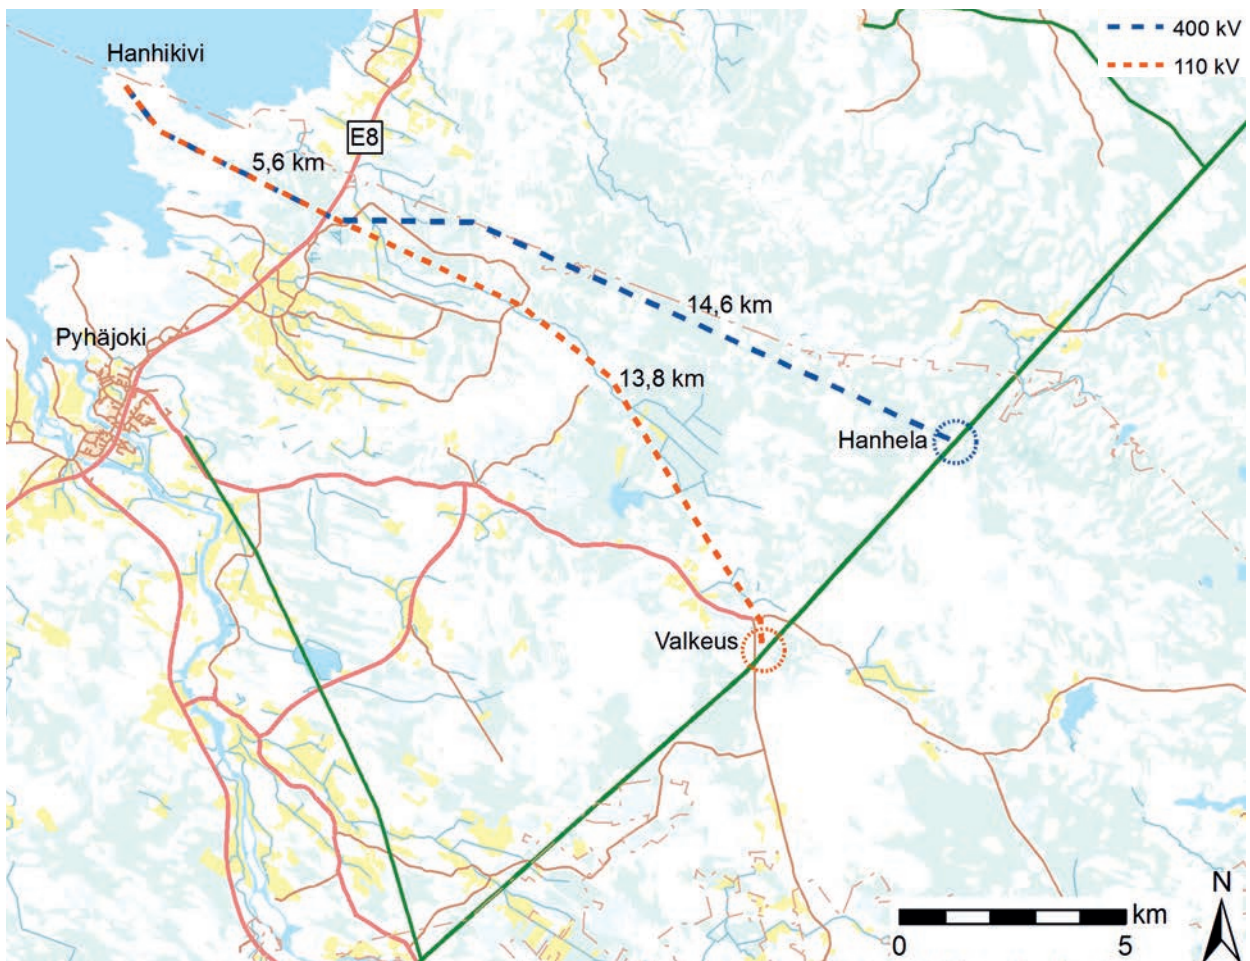 400 kV
Hanhikivi
110 kV
E8
5,6 km
14,6 km
Pyhäjoki
13,8 km
Hanhela
Valkeus
N
km
0 5